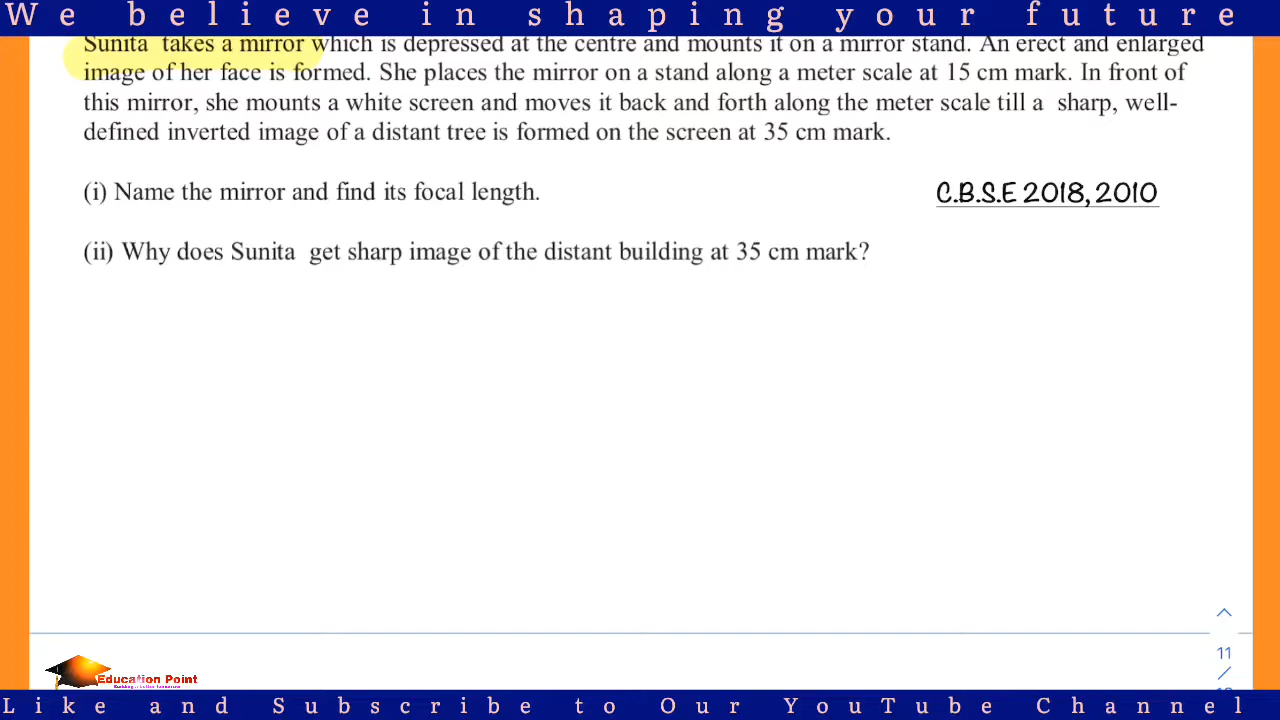 We believe in shaping your future
Sunita takes a mirror which is depressed at the centre and mounts it on a mirror stand. An erect and enlarged
image of her face is formed. She places the mirror on a stand along a meter scale at 15 cm mark. In front of
this mirror, she mounts a white screen and moves it back and forth along the meter scale till a sharp, well-
defined inverted image of a distant tree is formed on the screen at 35 cm mark.
(i) Name the mirror and find its focal length.
C.B.S.E 2018, 2010
(ii) Why does Sunita get sharp image of the distant building at 35 cm mark?
11
/
Education Point
Like and Subscribe to Our YouTube Channel